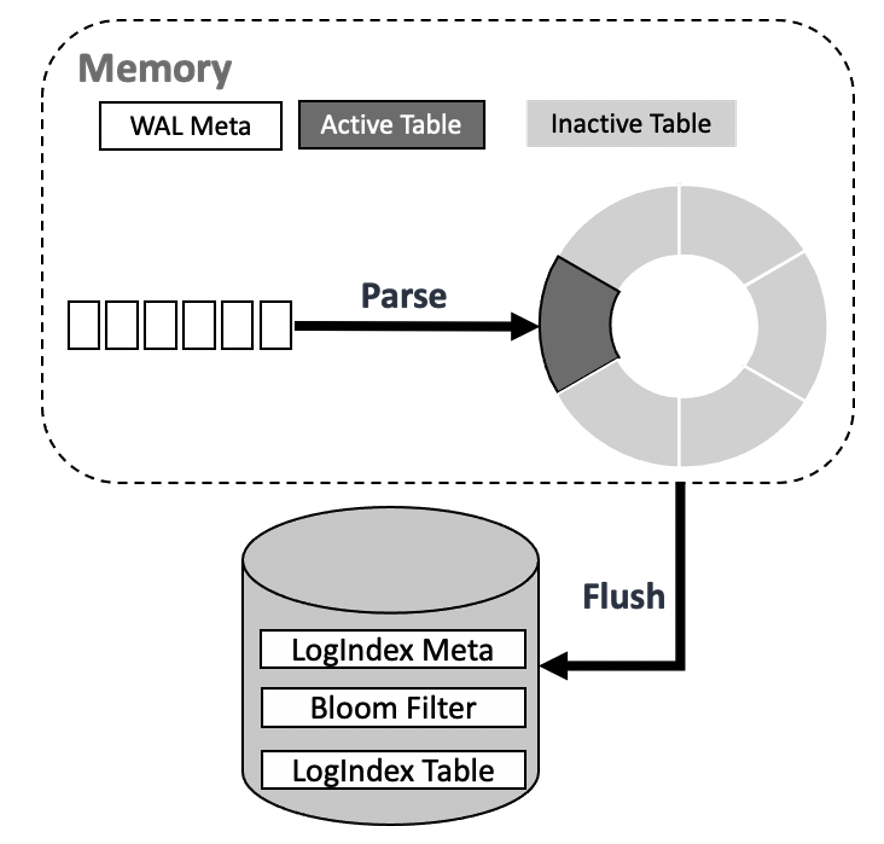 Memory
WAL Meta
Active Table
Inactive Table
Parse
Flush
LogIndex Meta
Bloom Filter
LogIndex Table